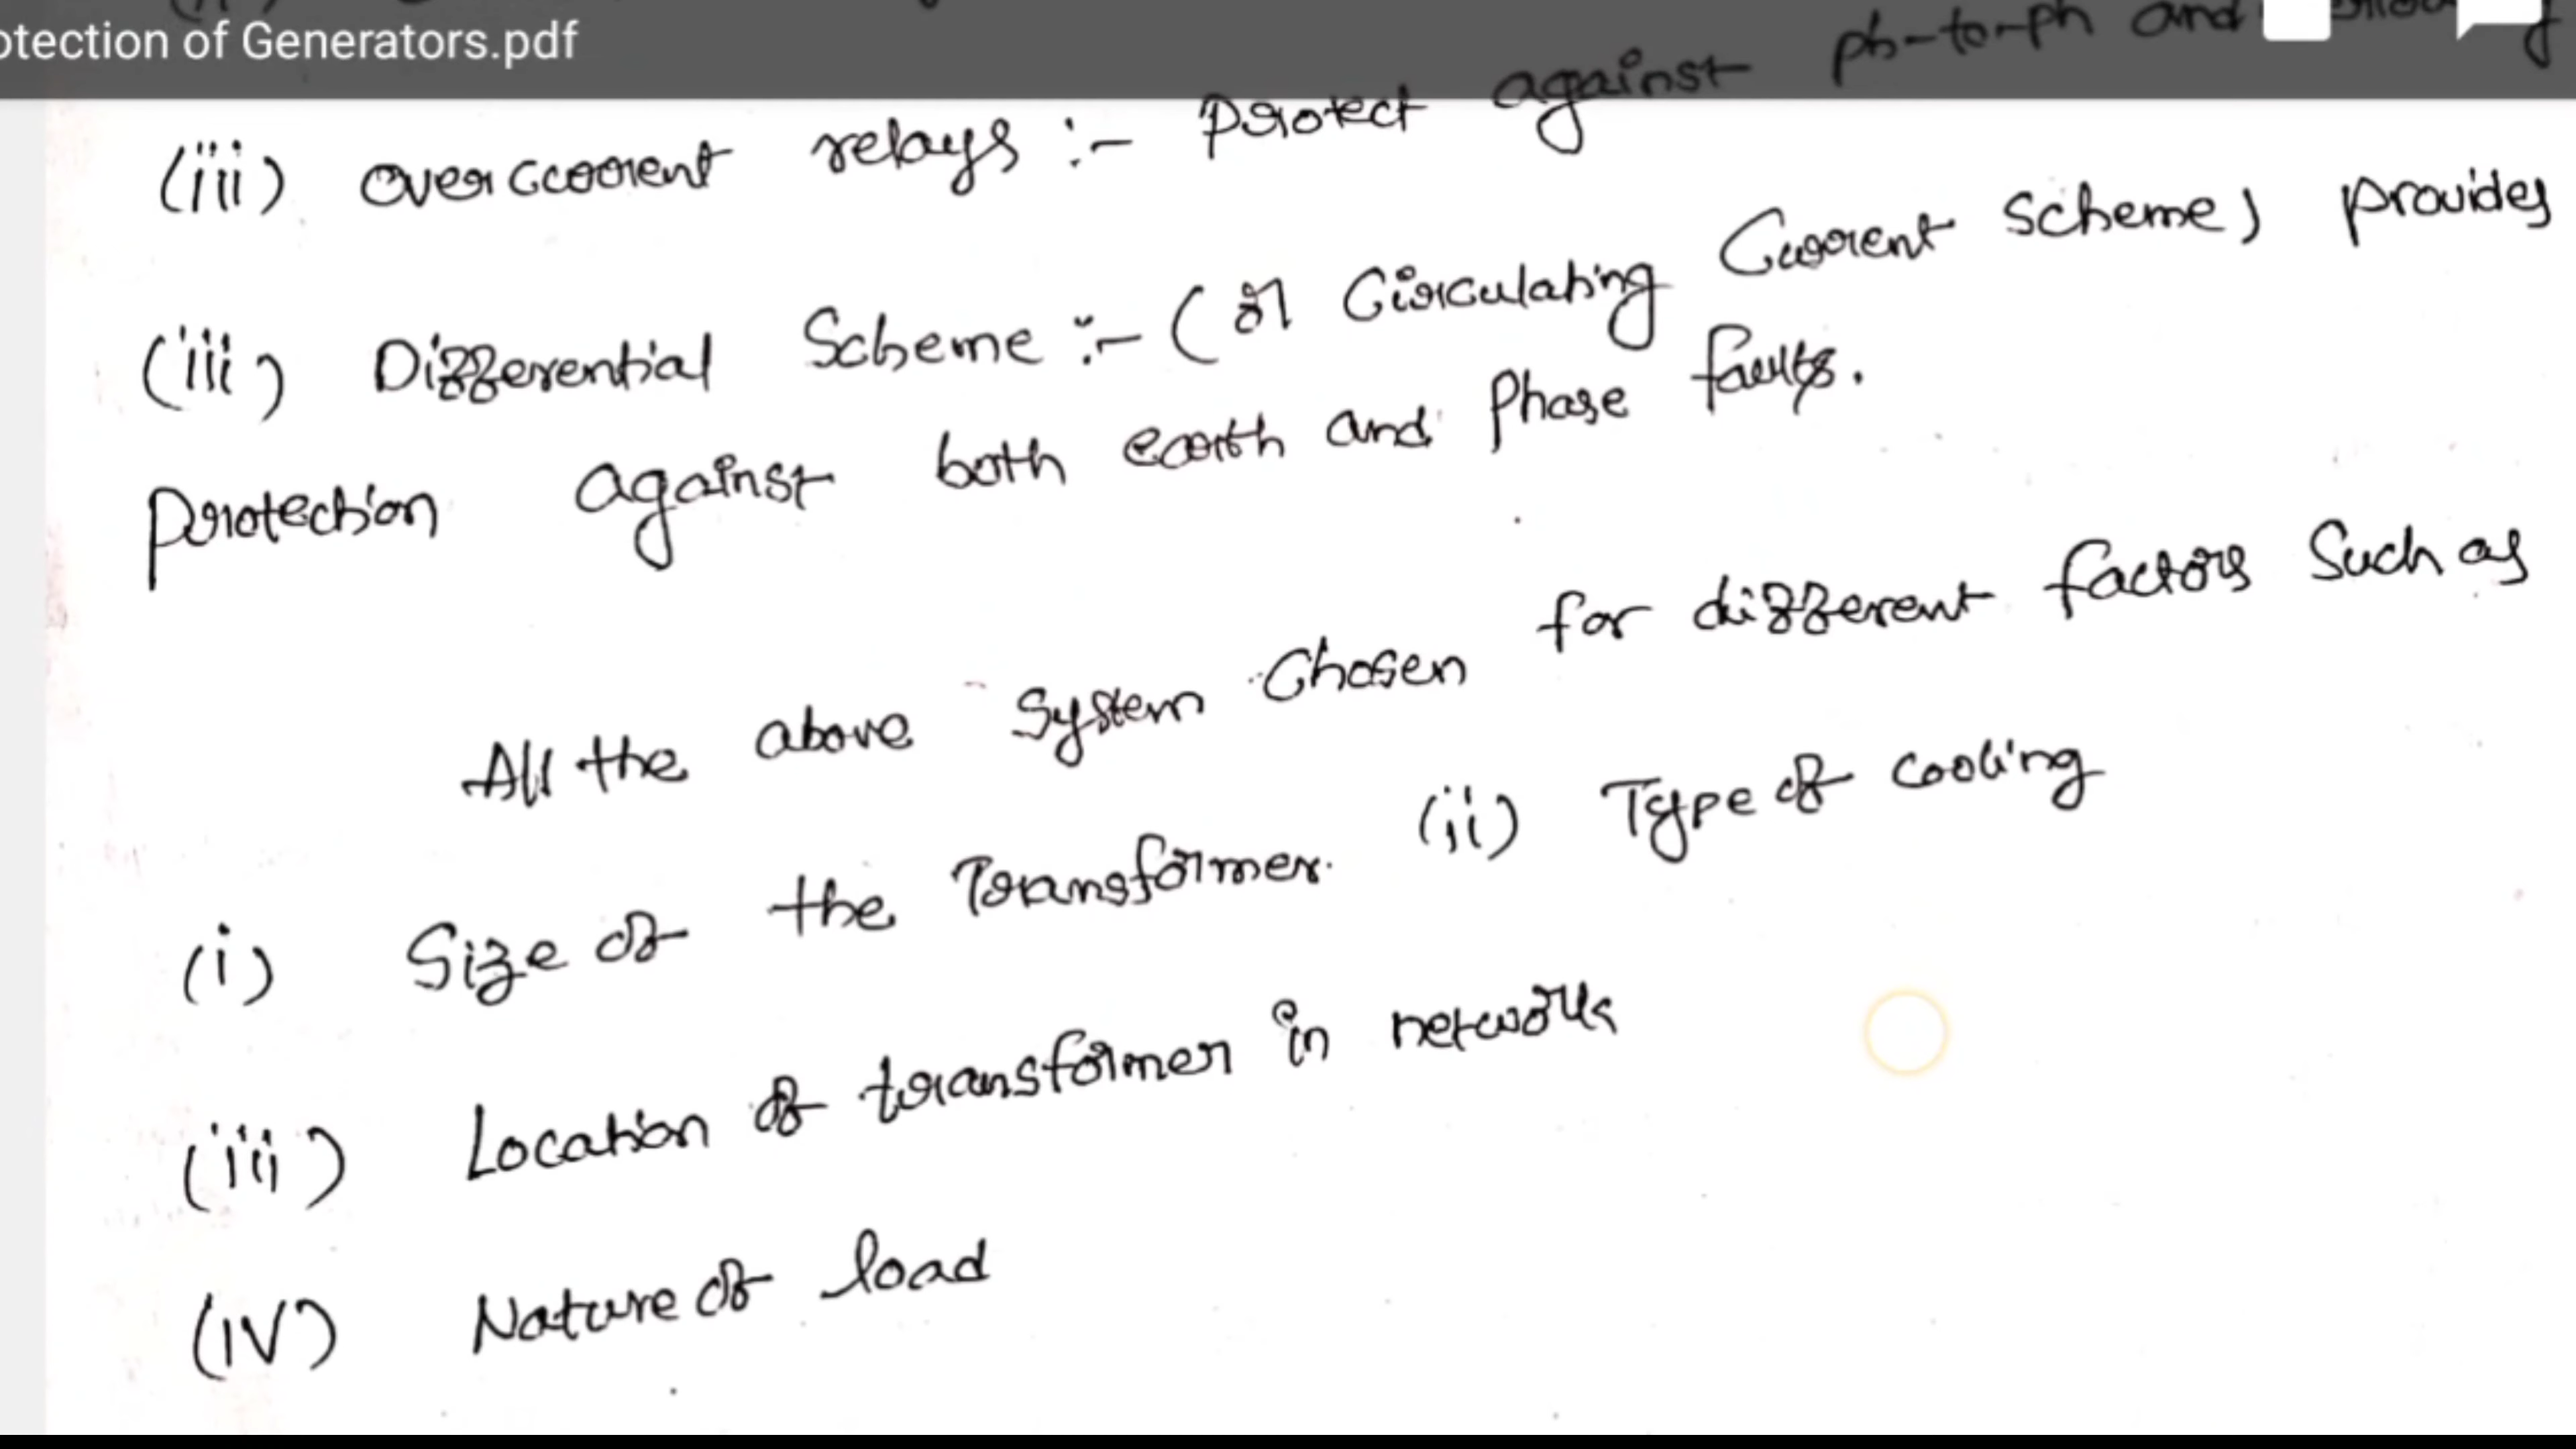 otection of Generators.pdf
(iii) overcurrent relays :- protect against ph-to-ph and
(iii) Differential Scheme :- (or Circulating Current Scheme) provides
protection against both earth and Phase faults.
All the above System Chosen for different factors Such as
(i) Size of the Transformer. (ii) Type of cooling
(iii) Location of transformer in network
(iv) Nature of load